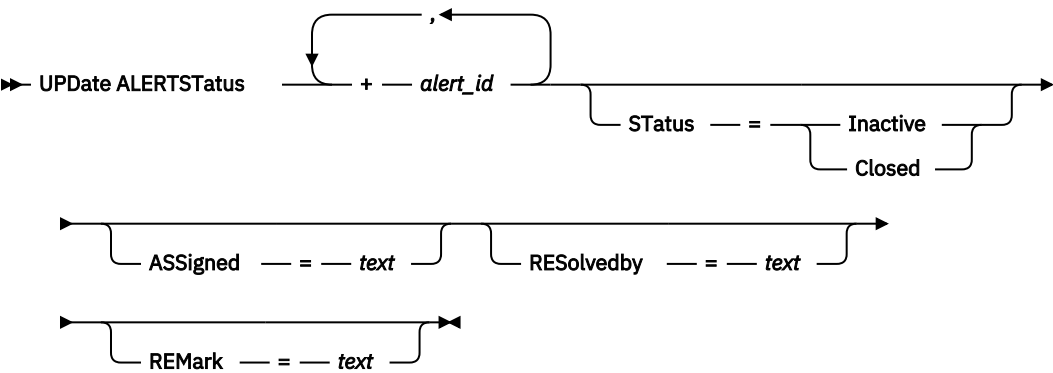 ,
UPDate ALERTSTatus + alert_id
STatus = Inactive
Closed
ASSigned = text RESolvedby = text
REMark = text